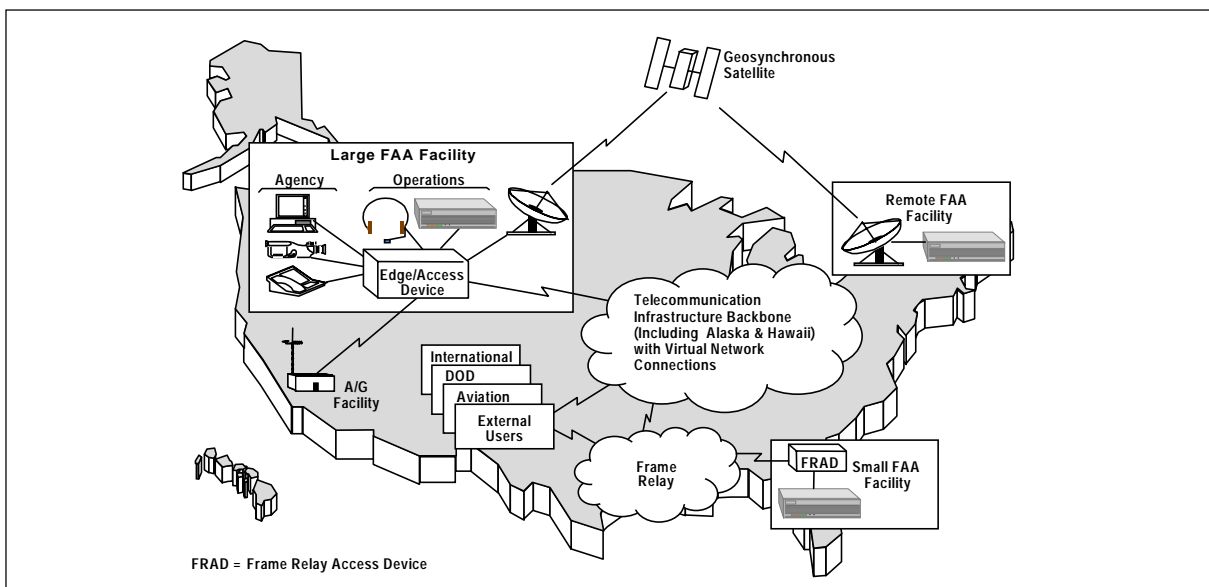 Geosynchronous
Satellite
Large FAA Facility
Agency
Operations
Edge/Access
Device
Remote FAA
Facility
Telecommunication
Infrastructure Backbone
(Including Alaska & Hawaii)
with Virtual Network
Connections
A/G
Facility
International
DOD
Aviation
External
Users
Frame
Relay
FRAD
Small FAA
Facility
FRAD = Frame Relay Access Device